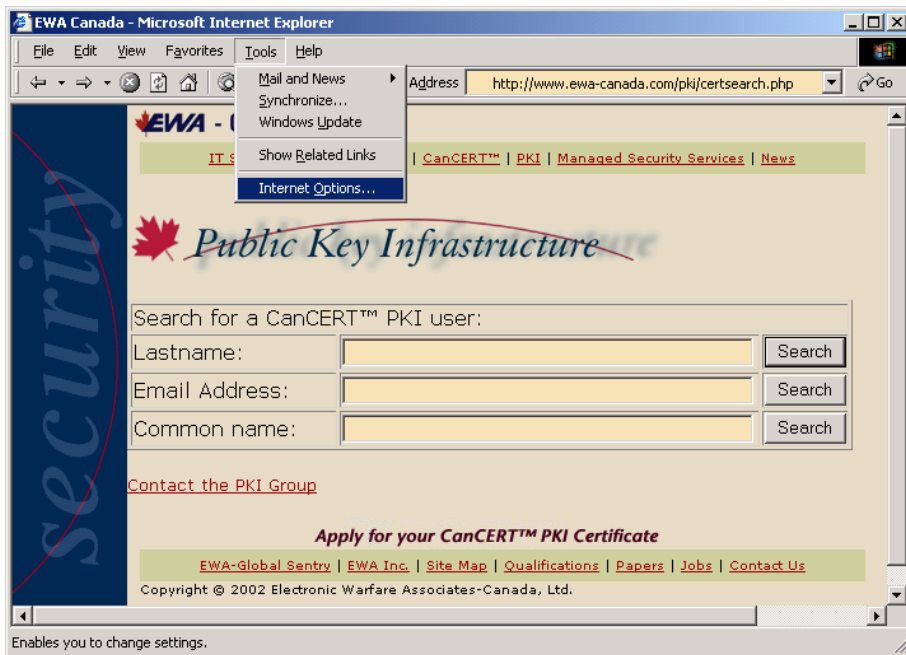 EWA Canada - Microsoft Internet Explorer
File Edit View Favorites Tools Help
Address http://www.ewa-canada.com/pki/certsearch.php Go
Mail and News
Synchronize...
Windows Update
Show Related Links
Internet Options...
EWA -
IT | CanCERT™ | PKI | Managed Security Services | News
security
Public Key Infrastructure
Search for a CanCERT™ PKI user:
Lastname: Search
Email Address: Search
Common name: Search
Contact the PKI Group
Apply for your CanCERT™ PKI Certificate
EWA-Global Sentry | EWA Inc. | Site Map | Qualifications | Papers | Jobs | Contact Us
Copyright © 2002 Electronic Warfare Associates-Canada, Ltd.
Enables you to change settings.